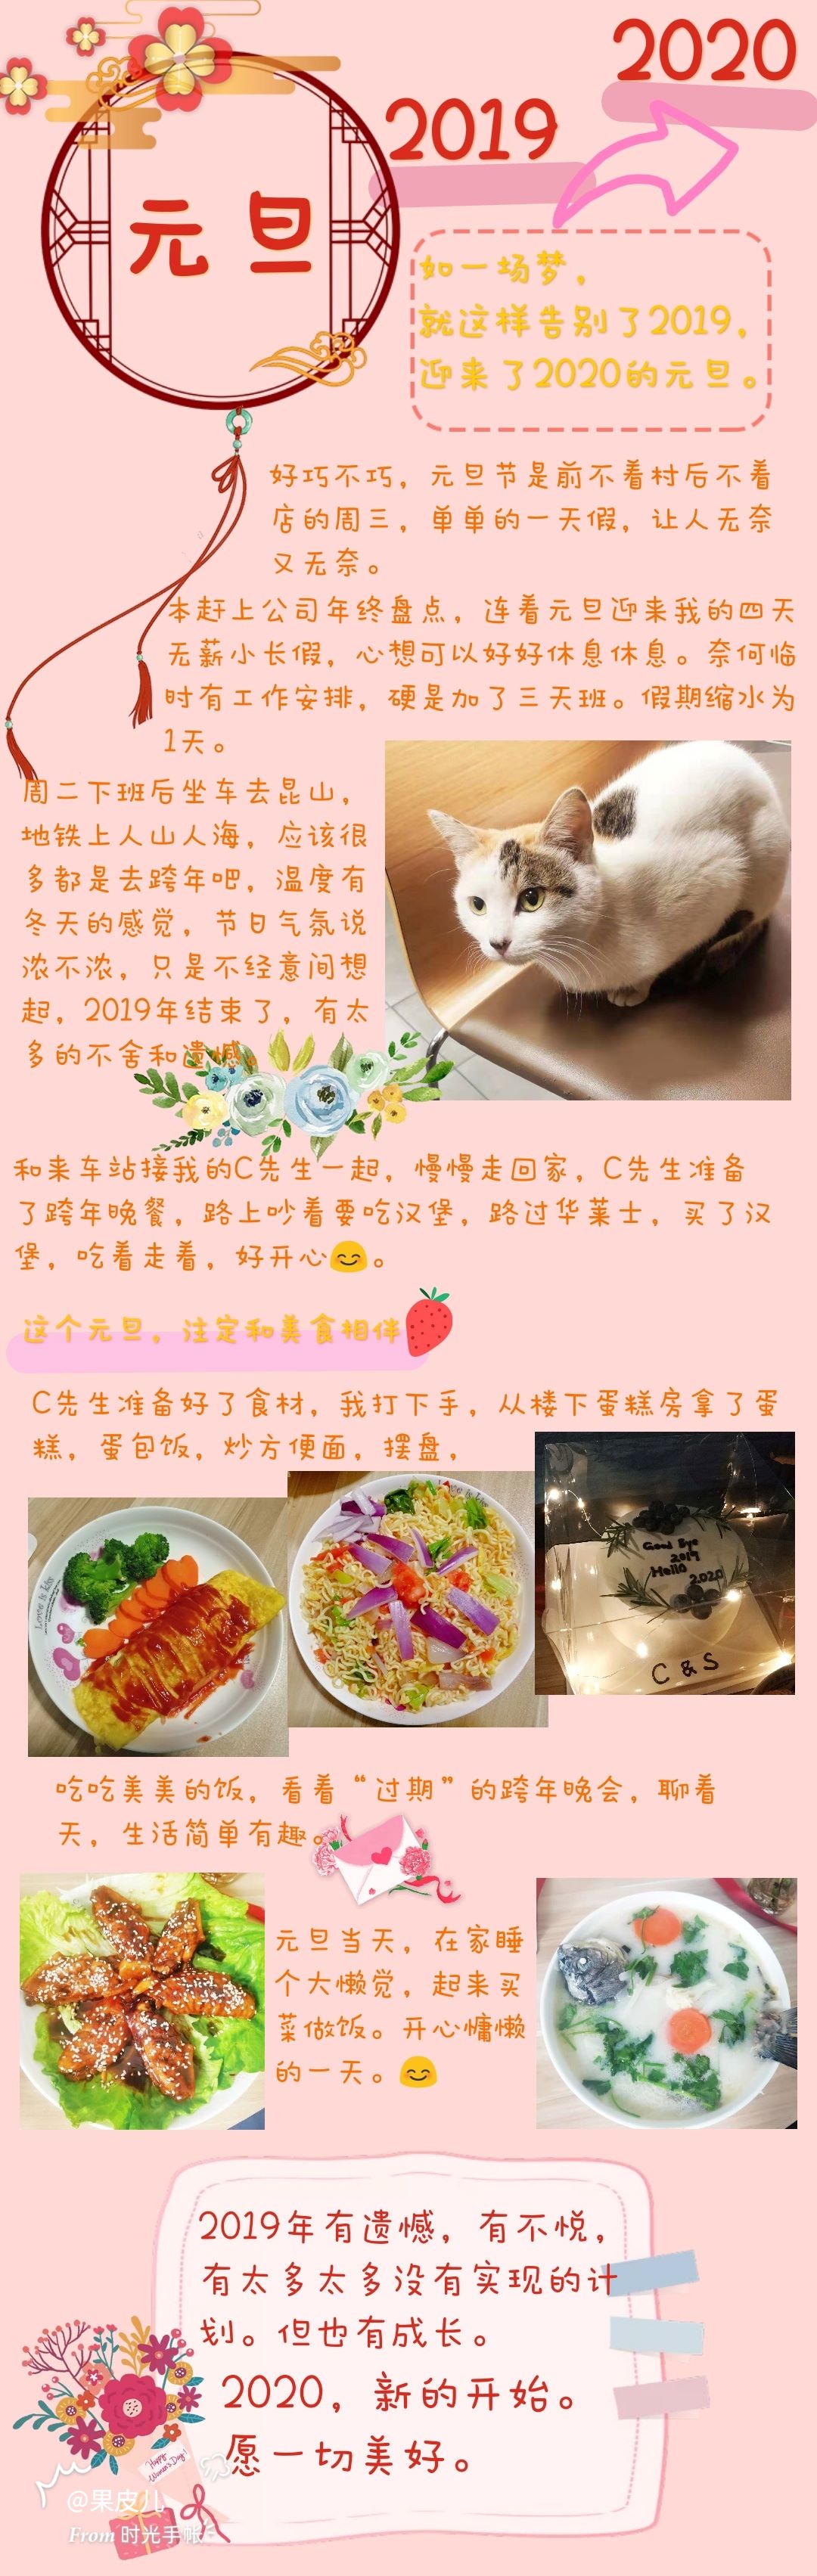 2020
2019
元旦
如一场梦，
就这样告别了2019，
迎来了2020的元旦。
好巧不巧，元旦节是前不着村后不着
店的周三，单单的一天假，让人无奈
又无奈。
本赶上公司年终盘点，连着元旦迎来我的四天
无薪小长假，心想可以好好休息休息。奈何临
时有工作安排，硬是加了三天班。假期缩水为
1天。
周二下班后坐车去昆山，
地铁上人山人海，应该很
多都是去跨年吧，温度有
冬天的感觉，节日气氛说
浓不浓，只是不经意间想
起，2019年结束了，有太
多的不舍和遗憾。
和来车站接我的C先生一起，慢慢走回家，C先生准备
了跨年晚餐，路上吵着要吃汉堡，路过华莱士，买了汉
堡，吃着走着，好开心😊。
这个元旦，注定和美食相伴
C先生准备好了食材，我打下手，从楼下蛋糕房拿了蛋
糕，蛋包饭，炒方便面，摆盘，
Good Bye
2019
Hello
2020
C & S
吃吃美美的饭，看着“过期”的跨年晚会，聊着
天，生活简单有趣。
元旦当天，在家睡
个大懒觉，起来买
菜做饭。开心慵懒
的一天。😊
2019年有遗憾，有不悦，
有太多太多没有实现的计
划。但也有成长。
2020，新的开始。
愿一切美好。
Happy
Women's Day!
@果皮儿
From 时光手帐